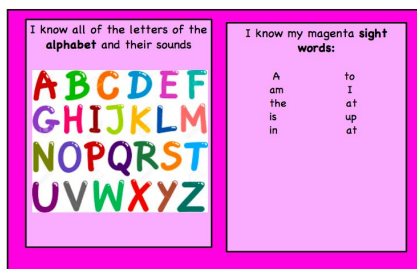 I know all of the letters of the
alphabet and their sounds
ABCDEF
GHIJKLM
NOPQRST
UVWXYZ
I know my magenta sight
words:
A to
am I
the at
is up
in at